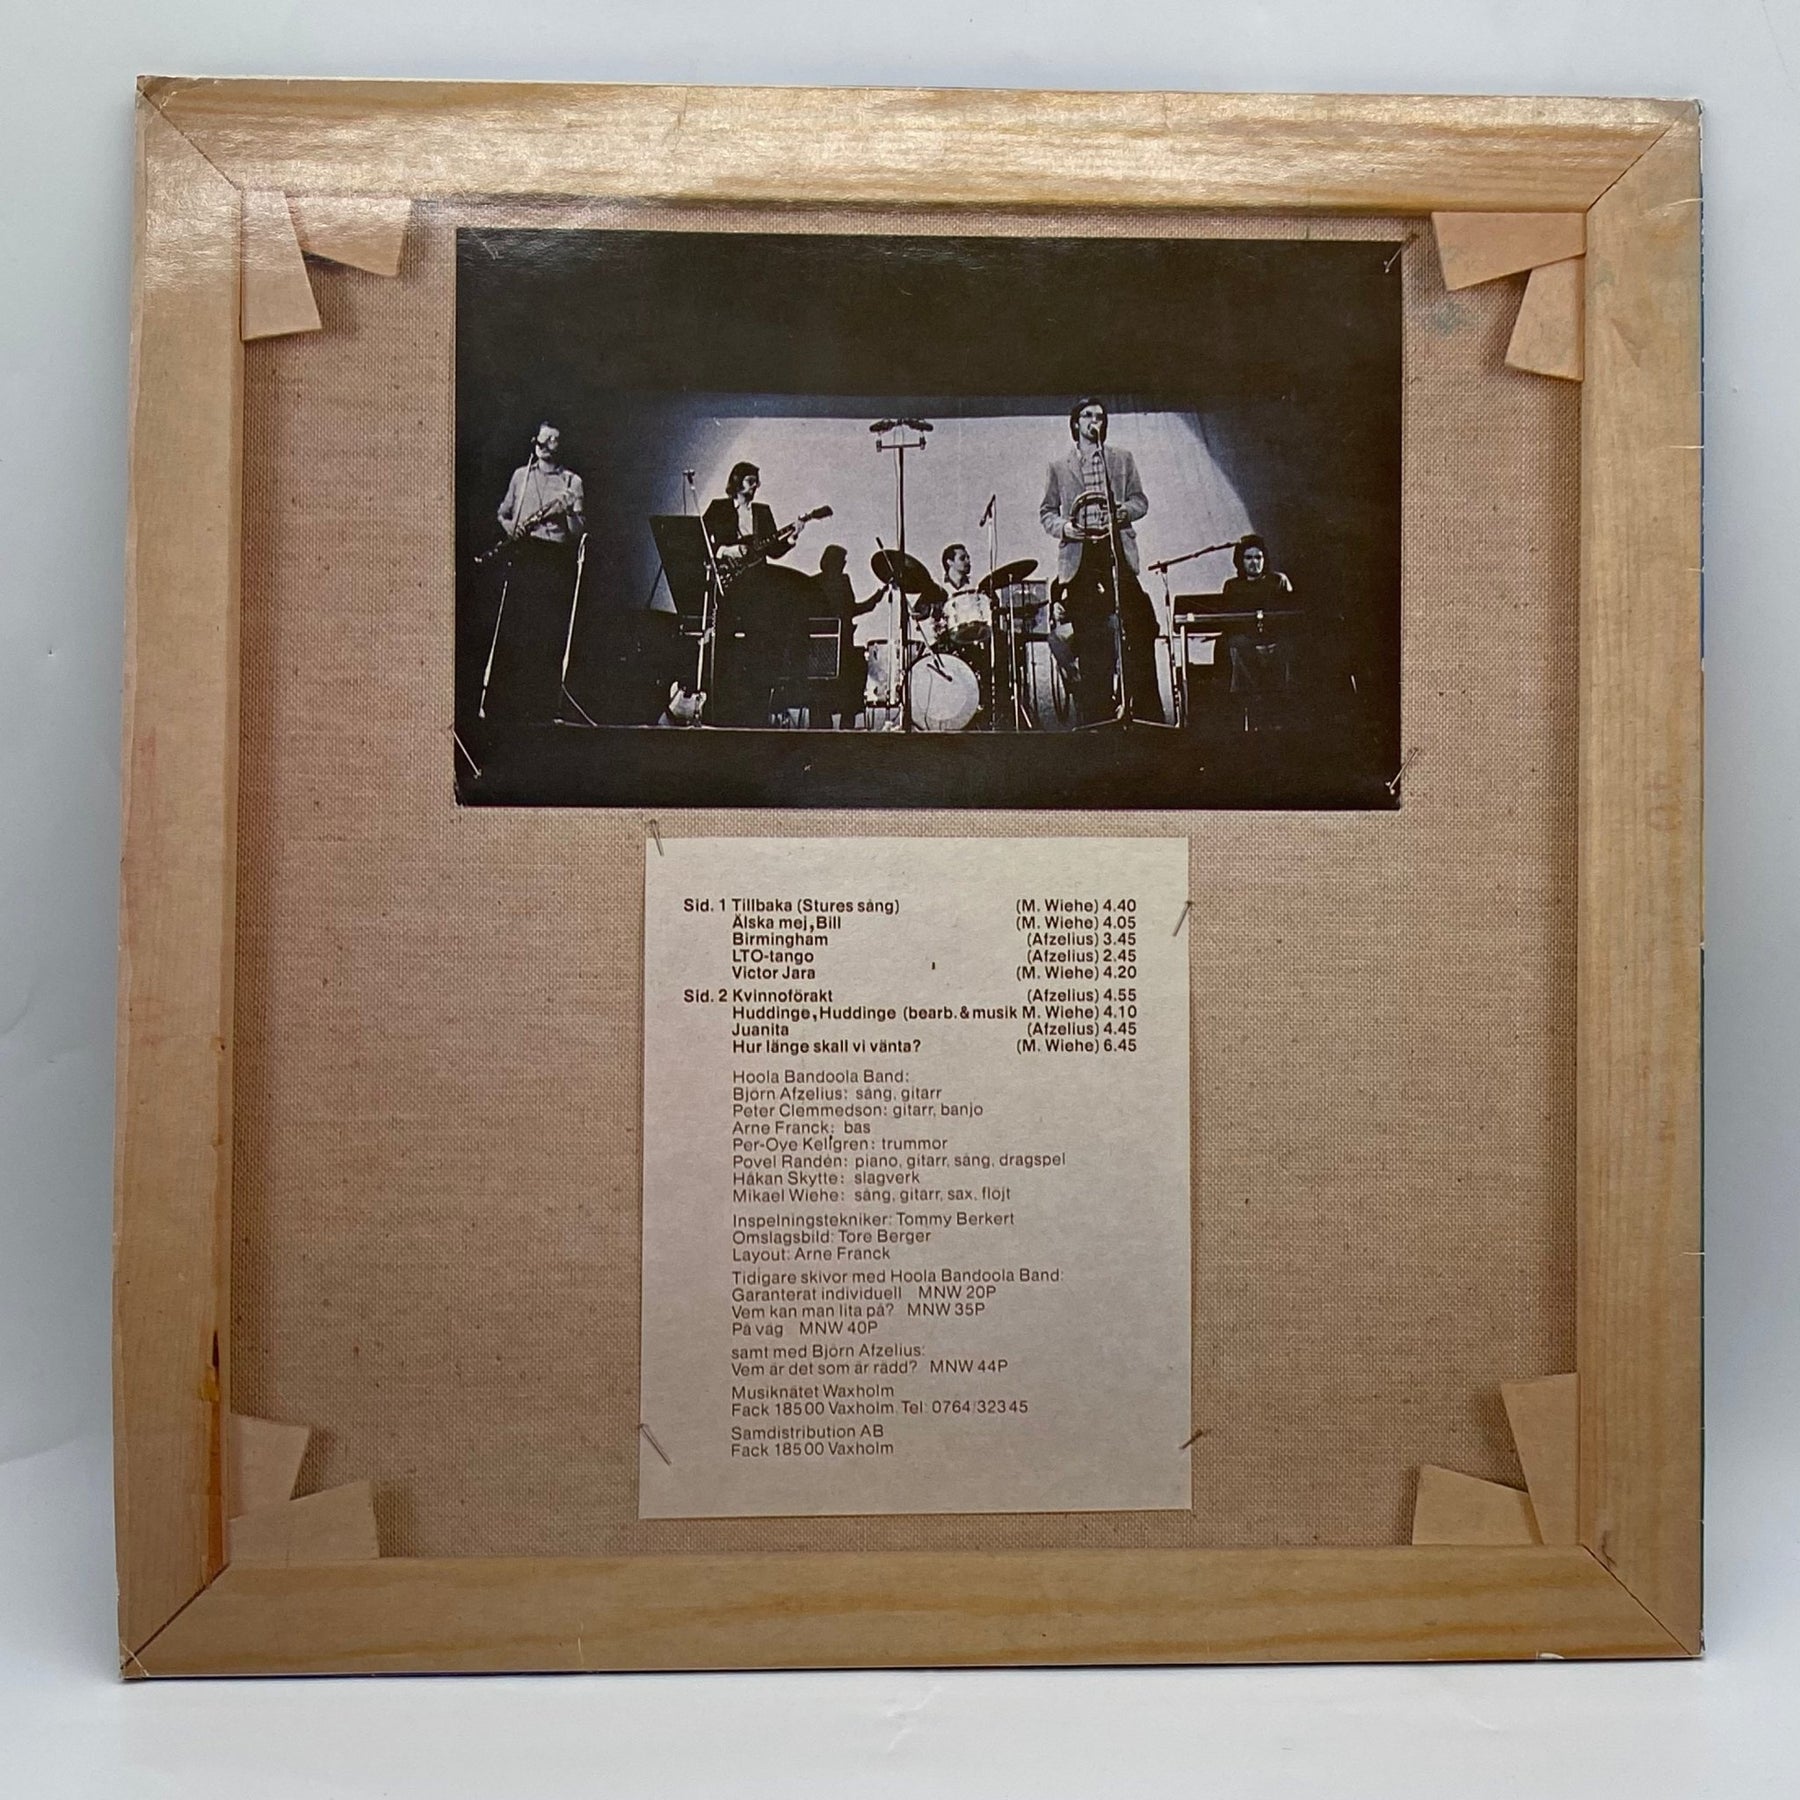 Sid. 1 Tillbaka (Stures sång) (M. Wiehe) 4.40
Älska mej, Bill (M. Wiehe) 4.05
Birmingham (Afzelius) 3.45
LTO-tango (Afzelius) 2.45
Victor Jara (M. Wiehe) 4.20
Sid. 2 Kvinnoförakt (Afzelius) 4.55
Huddinge, Huddinge (bearb. & musik M. Wiehe) 4.10
Juanita (Afzelius) 4.45
Hur länge skall vi vänta? (M. Wiehe) 6.45
Hoola Bandoola Band:
Björn Afzelius: sång, gitarr
Peter Clemmedson: gitarr, banjo
Arne Franck: bas
Per-Ove Kellgren: trummor
Povel Randén: piano, gitarr, sång, dragspel
Håkan Skytte: slagverk
Mikael Wiehe: sång, gitarr, sax, flöjt
Inspelningstekniker: Tommy Berkert
Omslagsbild: Tore Berger
Layout: Arne Franck
Tidigare skivor med Hoola Bandoola Band:
Garanterat individuell MNW 20P
Vem kan man lita på? MNW 35P
På väg MNW 40P
samt med Björn Afzelius:
Vem är det som är rädd? MNW 44P
Musiknätet Waxholm
Fack 185 00 Vaxholm. Tel. 0764/323 45
Samdistribution AB
Fack 185 00 Vaxholm